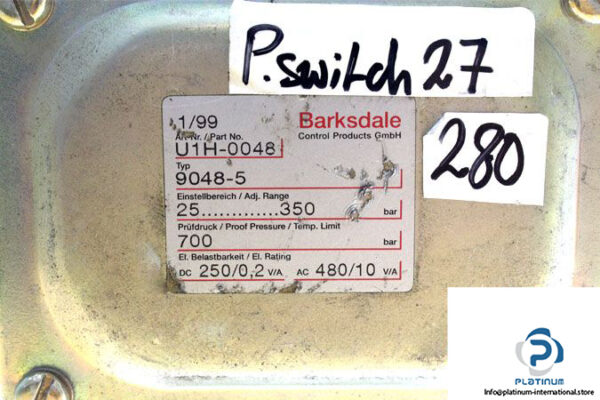 P. switch 27
280
1/99
Barksdale
Control Products GmbH
Art.-Nr. / Part No.
U1H-0048
Typ
9048-5
Einstellbereich / Adj. Range
25............350 bar
Prüfdruck / Proof Pressure / Temp. Limit
700 bar
El. Belastbarkeit / El. Rating
DC 250/0,2 V/A AC 480/10 V/A
PLATINUM
Info@platinum-international.store